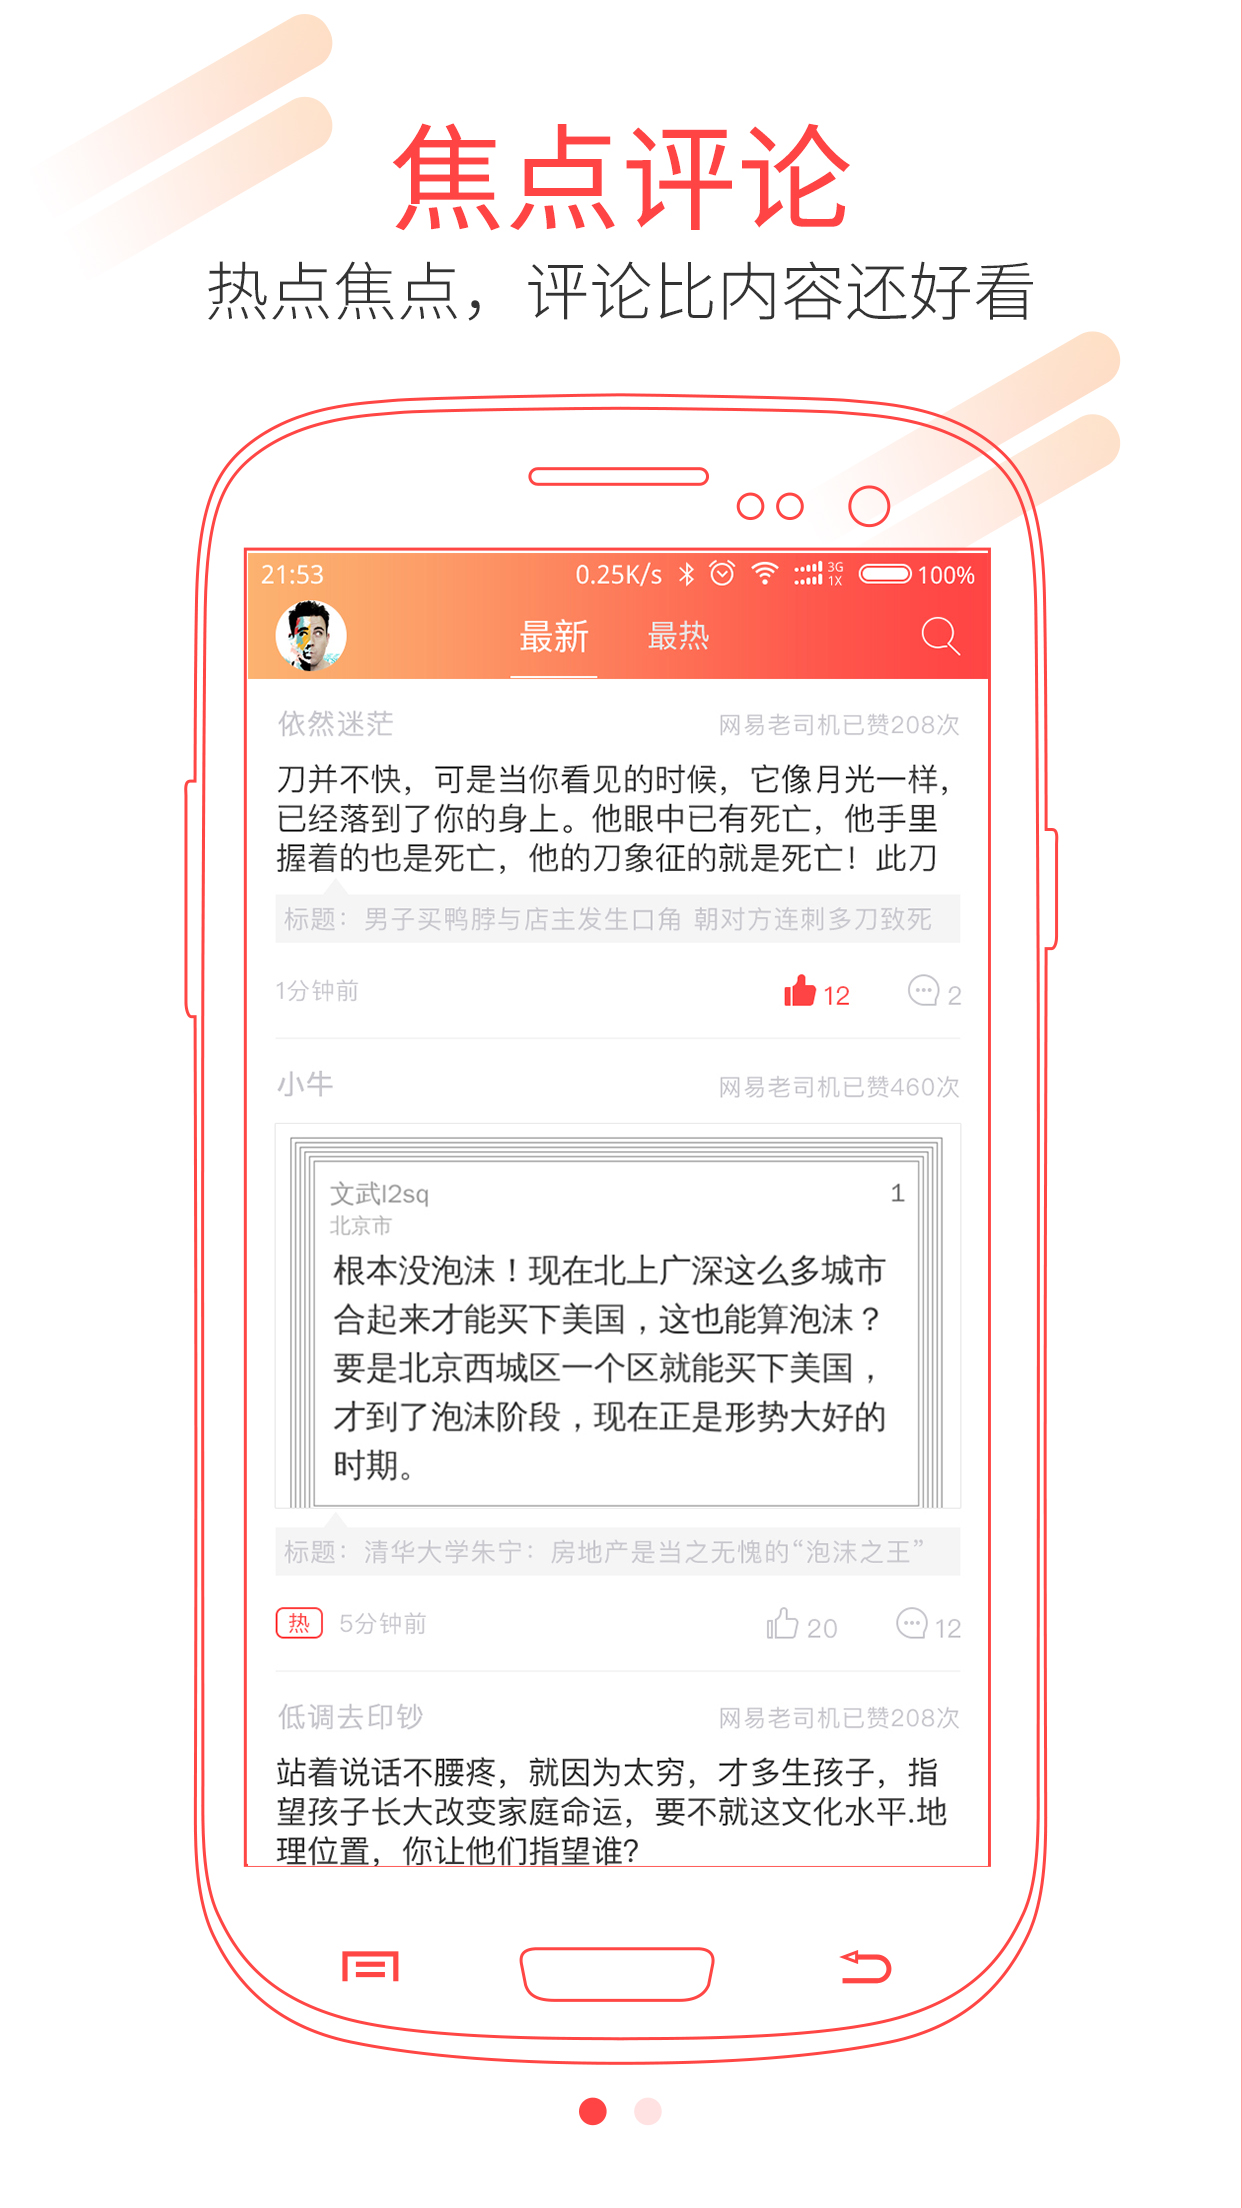 焦点评论
热点焦点，评论比内容还好看
21:53 0.25K/s 3G 1X 100%
最新 最热
依然迷茫 网易老司机已赞208次
刀并不快，可是当你看见的时候，它像月光一样，
已经落到了你的身上。他眼中已有死亡，他手里
握着的也是死亡，他的刀象征的就是死亡！此刀
标题：男子买鸭脖与店主发生口角 朝对方连刺多刀致死
1分钟前 12 2
小牛 网易老司机已赞460次
文武l2sq 1
北京市
根本没泡沫！现在北上广深这么多城市
合起来才能买下美国，这也能算泡沫？
要是北京西城区一个区就能买下美国，
才到了泡沫阶段，现在正是形势大好的
时期。
标题：清华大学朱宁：房地产是当之无愧的“泡沫之王”
热 5分钟前 20 12
低调去印钞 网易老司机已赞208次
站着说话不腰疼，就因为太穷，才多生孩子，指
望孩子长大改变家庭命运，要不就这文化水平.地
理位置，你让他们指望谁？